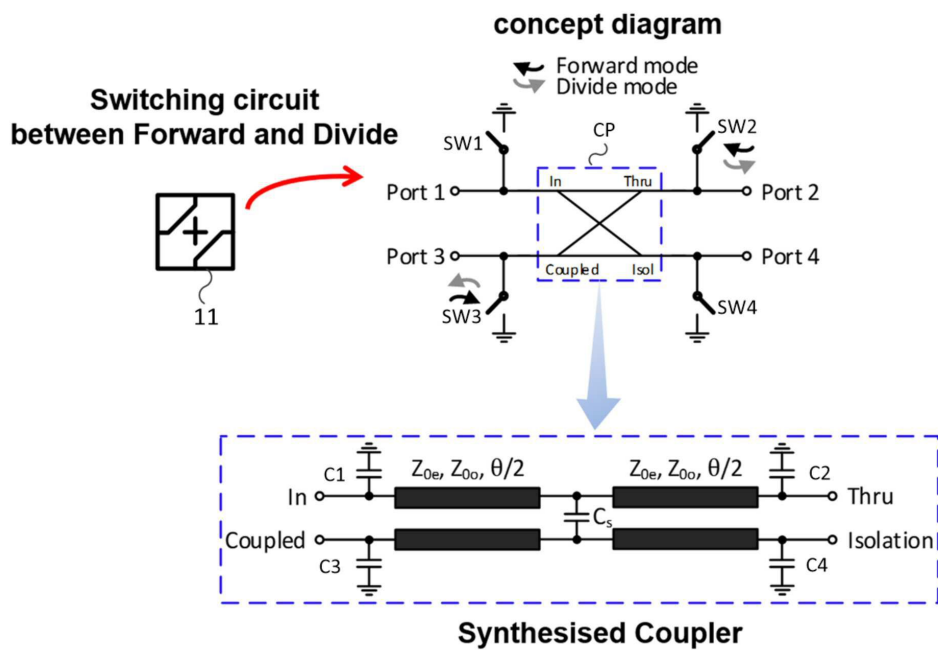 concept diagram
Forward mode
Divide mode
Switching circuit
between Forward and Divide
SW1
CP
SW2
Port 1
In
Thru
Port 2
Port 3
Coupled
Isol
Port 4
11
SW3
SW4
C1
Z0e, Z0o, θ/2
Z0e, Z0o, θ/2
C2
In
Thru
Cs
Coupled
Isolation
C3
C4
Synthesised Coupler